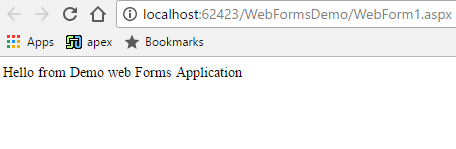 localhost:62423/WebFormsDemo/WebForm1.aspx
Apps apex Bookmarks
Hello from Demo web Forms Application